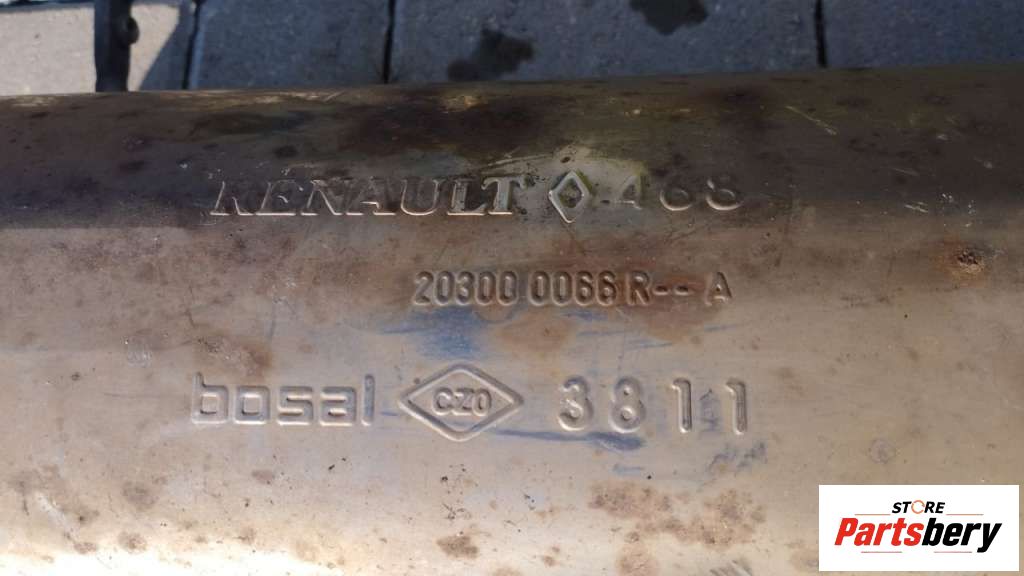 RENAULT 468
20300 0066 R-- A
bosal CZO 3811
STORE
Partsbery